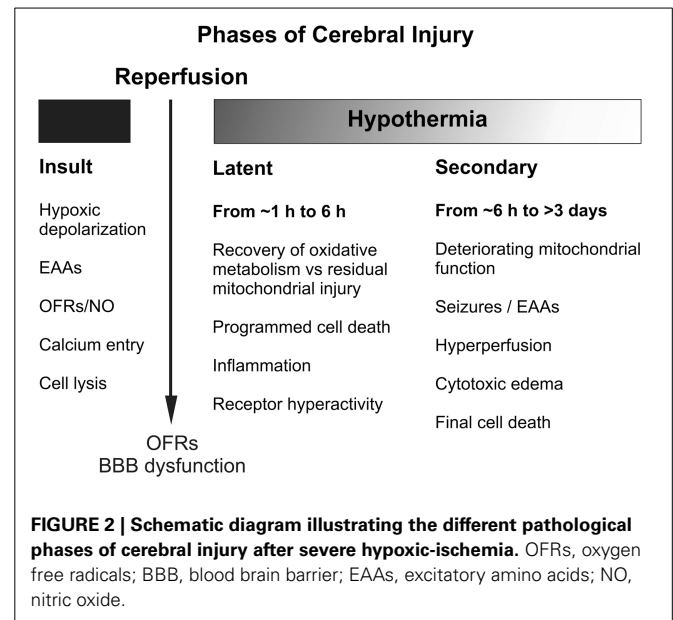 Phases of Cerebral Injury
Reperfusion
Hypothermia
Insult
Hypoxic
depolarization
EAAs
OFRs/NO
Calcium entry
Cell lysis
OFRs
BBB dysfunction
Latent
From ~1 h to 6 h
Recovery of oxidative
metabolism vs residual
mitochondrial injury
Programmed cell death
Inflammation
Receptor hyperactivity
Secondary
From ~6 h to >3 days
Deteriorating mitochondrial
function
Seizures / EAAs
Hyperperfusion
Cytotoxic edema
Final cell death
FIGURE 2 | Schematic diagram illustrating the different pathological
phases of cerebral injury after severe hypoxic-ischemia. OFRs, oxygen
free radicals; BBB, blood brain barrier; EAAs, excitatory amino acids; NO,
nitric oxide.